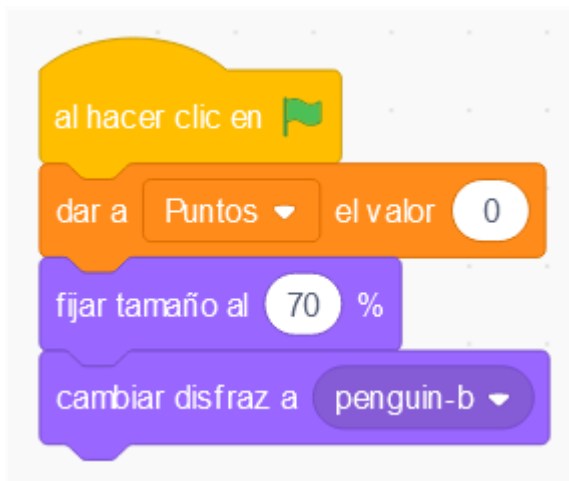 al hacer clic en
dar a Puntos el valor 0
fijar tamaño al 70 %
cambiar disfraz a penguin-b